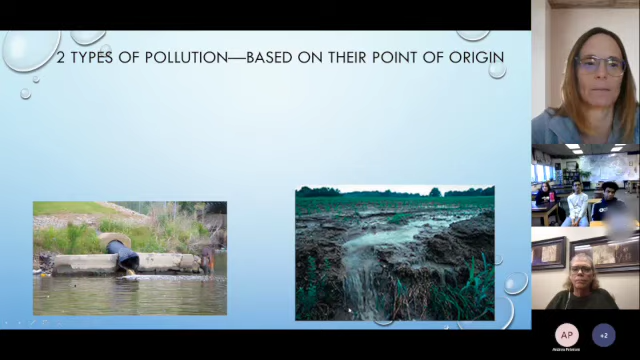 2 TYPES OF POLLUTION—BASED ON THEIR POINT OF ORIGIN
AP
+2